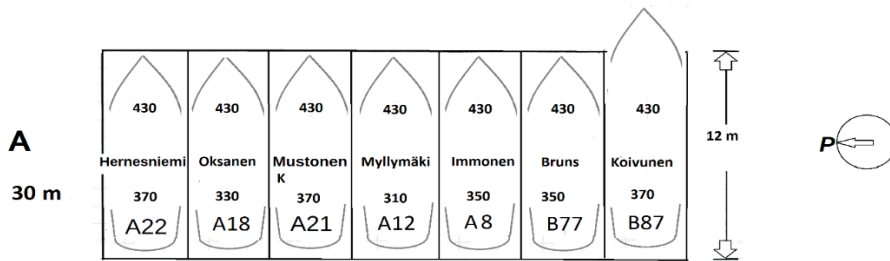 430 430 430 430 430 430 430
A
12 m
P
Hernesniemi Oksanen Mustonen Myllymäki Immonen Bruns Koivunen
K
30 m
370 330 370 310 350 350 370
A22 A18 A21 A12 A8 B77 B87